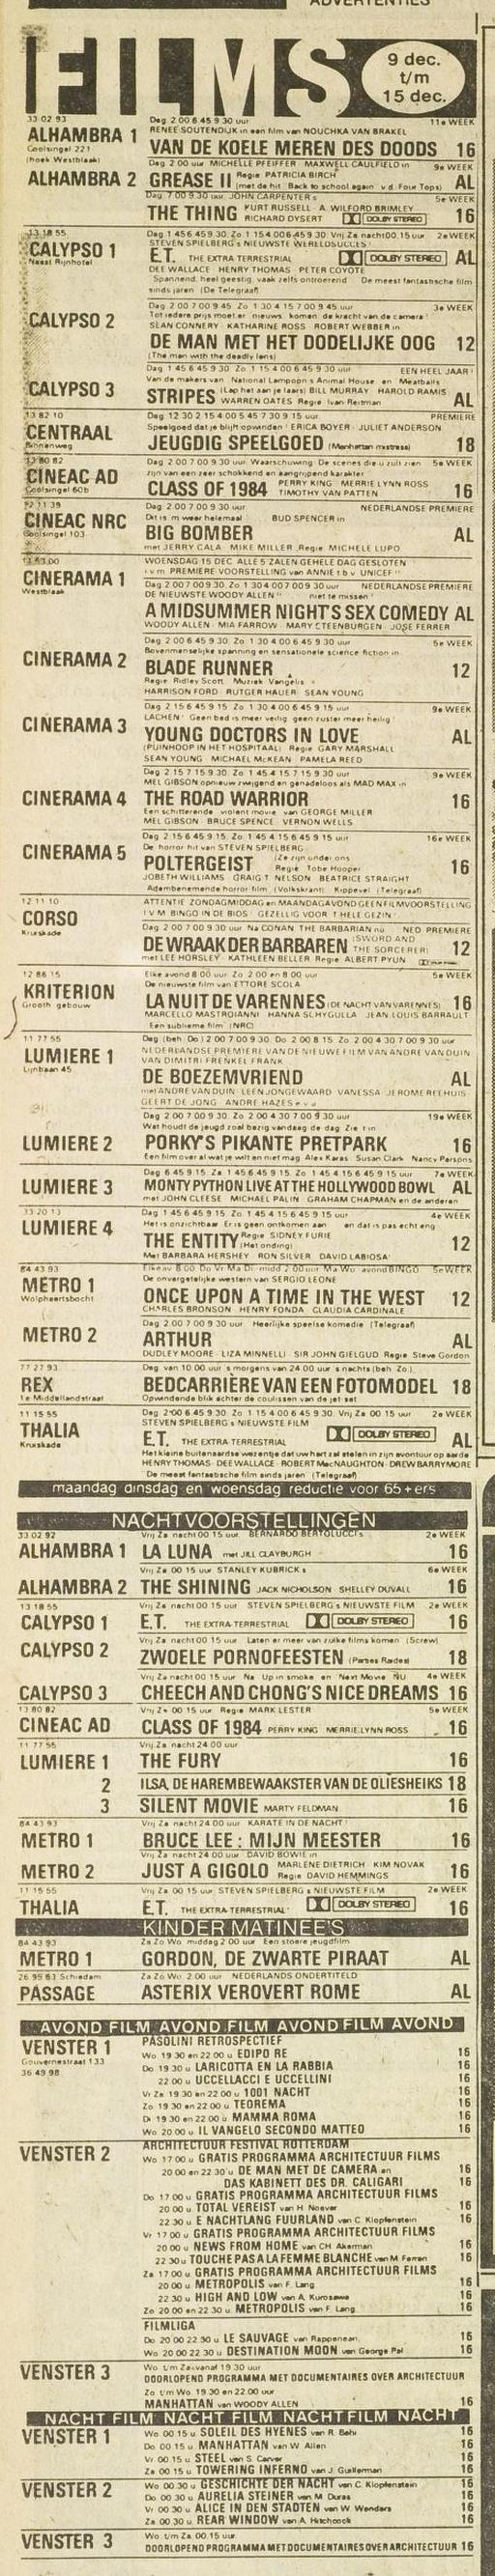 ADVERTENTIES
FILMS
9 dec.
t/m
15 dec.
33 02 93 Dag 2 00 6 45 9 30 uur 11e WEEK
ALHAMBRA 1 RENEE SOUTENDIJK in een film van NOUCHKA VAN BRAKEL
Coolsingel 221 VAN DE KOELE MEREN DES DOODS 16
(hoek Westblaak) Dag 2 00 uur MICHELLE PFEIFFER MAXWELL CAULFIELD in 9e WEEK
ALHAMBRA 2 GREASE II Regie PATRICIA BIRCH (met de hit Back to school again v.d. Four Tops) AL
Dag 7 00 9 30 uur JOHN CARPENTER's 5e WEEK
THE THING KURT RUSSELL A WILFORD BRIMLEY RICHARD DYSERT DOLBY STEREO 16
13 18 55 Dag 1 45 6 45 9 30 Zo 1 15 4 00 6 45 9 30 Vrij Za nacht 00.15 uur 2e WEEK
CALYPSO 1 STEVEN SPIELBERG's NIEUWSTE WERELDSUCCES
Naast Rijnhotel E.T. THE EXTRA TERRESTRIAL DOLBY STEREO AL
DEE WALLACE HENRY THOMAS PETER COYOTE
Spannend, heel geestig, vaak zelfs ontroerend De meest fantastische film
sinds jaren (De Telegraaf)
Dag 2 00 7 00 9 45 Zo 1 30 4 15 7 00 9 45 uur 3e WEEK
CALYPSO 2 Tot iedere prijs moet er nieuws komen de kracht van de camera
SEAN CONNERY KATHARINE ROSS ROBERT WEBBER in
DE MAN MET HET DODELIJKE OOG 12
(The man with the deadly lens)
Dag 1 45 6 45 9 30 Zo 1 15 4 00 6 45 9 30 uur EEN HEEL JAAR!
CALYPSO 3 Van de makers van National Lampoon's Animal House en Meatballs
STRIPES (Lap het aan je laars) BILL MURRAY HAROLD RAMIS WARREN OATES Regie Ivan Reitman AL
13 82 10 Dag 12 30 2 15 4 00 5 45 7 30 9 15 uur PREMIERE
CENTRAAL Speelgoed dat je blijft opwinden! ERICA BOYER JULIET ANDERSON
Binnenweg JEUGDIG SPEELGOED (Manhattan mistress) 18
13 80 82 Dag 2 00 7 00 9 30 uur Waarschuwing De scenes die u zult zien 5e WEEK
CINEAC AD zijn van een zeer schokkend en aangrijpend karakter
Coolsingel 60b CLASS OF 1984 PERRY KING MERRIE LYNN ROSS TIMOTHY VAN PATTEN 16
Dag 2 00 7 00 9 30 uur NEDERLANDSE PREMIERE
CINEAC NRC Dit is m weer helemaal BUD SPENCER in
Coolsingel 103 BIG BOMBER AL
met JERRY CALA MIKE MILLER Regie MICHELE LUPO
WOENSDAG 15 DEC ALLE 5 ZALEN GEHELE DAG GESLOTEN
CINERAMA 1 i v m PREMIERE VOORSTELLING van ANNIE t b v UNICEF
Westblaak Dag 2 00 7 00 9 30 Zo 1 30 4 00 7 00 9 30 uur NEDERLANDSE PREMIERE
DE NIEUWSTE WOODY ALLEN niet te missen
A MIDSUMMER NIGHT'S SEX COMEDY AL
WOODY ALLEN MIA FARROW MARY STEENBURGEN JOSE FERRER
Dag 2 00 6 45 9 30 Zo 1 30 4 00 6 45 9 30 uur 5e WEEK
CINERAMA 2 Bovenmenselijke spanning en sensationele science fiction in
BLADE RUNNER 12
Regie Ridley Scott Muziek Vangelis
HARRISON FORD RUTGER HAUER SEAN YOUNG
Dag 2 15 6 45 9 15 Zo 1 30 4 00 6 45 9 15 uur 9e WEEK
CINERAMA 3 LACHEN! Geen bed is meer veilig geen zuster meer heilig
YOUNG DOCTORS IN LOVE AL
(PUINHOOP IN HET HOSPITAAL) Regie GARY MARSHALL
SEAN YOUNG MICHAEL McKEAN PAMELA REED
Dag 2 15 7 15 9 30 Zo 1 45 4 15 7 15 9 30 uur 9e WEEK
MEL GIBSON opnieuw zwijgend en genadeloos als MAD MAX in
CINERAMA 4 THE ROAD WARRIOR 16
Een schitterende violent movie van GEORGE MILLER
MEL GIBSON BRUCE SPENCE VERNON WELLS
Dag 2 15 6 45 9 15 Zo 1 45 4 15 6 45 9 15 uur 16e WEEK
CINERAMA 5 De horror hit van STEVEN SPIELBERG
POLTERGEIST (Ze zijn onder ons Regie Tobe Hooper 16
JOBETH WILLIAMS CRAIG T NELSON BEATRICE STRAIGHT
Adembenemende horror film (Volkskrant) Kippevel (Telegraaf)
12 11 10 ATTENTIE ZONDAGMIDDAG en MAANDAGAVOND GEEN FILMVOORSTELLING
CORSO I V M BINGO IN DE BIOS GEZELLIG VOOR T HELE GEZIN
Kruiskade Dag 2 00 7 00 9 30 uur Na CONAN THE BARBARIAN nu NED PREMIERE
DE WRAAK DER BARBAREN (SWORD AND THE SORCERER) 12
met LEE HORSLEY KATHLEEN BELLER Regie ALBERT PYUN
12 86 15 Elke avond 8 00 uur Zo 2 00 en 8 00 uur 5e WEEK
KRITERION De nieuwste film van ETTORE SCOLA
Grooth gebouw LA NUIT DE VARENNES (DE NACHT VAN VARENNES) 16
MARCELLO MASTROIANNI HANNA SCHYGULLA JEAN LOUIS BARRAULT
Een sublieme film (NRC)
11 77 55 Dag (beh Do) 2 00 7 00 9 30 Do 2 00 8 15 Zo 2 00 4 30 7 00 9 30 uur
LUMIERE 1 NEDERLANDSE PREMIERE VAN DE NIEUWE FILM VAN ANDRE VAN DUIN
Lijnbaan 45 VAN DIMITRI FRENKEL FRANK
DE BOEZEMVRIEND AL
met ANDRE VAN DUIN LEEN JONGEWAARD VANESSA JEROME REEHUIS
GEERT DE JONG ANDRE HAZES e v a
Dag 2 00 7 00 9 30 uur Zo 2 00 4 30 7 00 9 30 uur 19e WEEK
Wat houdt de jeugd zoal bezig vandaag de dag Zie 't in
LUMIERE 2 PORKY'S PIKANTE PRETPARK 16
Een film over al wat je wilt en niet mag Alex Karas Susan Clark Nancy Parsons
Dag 6 45 9 15 Za 1 45 6 45 9 15 Zo 1 45 4 15 6 45 9 15 uur 7e WEEK
LUMIERE 3 MONTY PYTHON LIVE AT THE HOLLYWOOD BOWL AL
met JOHN CLEESE MICHAEL PALIN GRAHAM CHAPMAN en de anderen
33 20 13 Dag 1 45 6 45 9 15 uur Zo 1 45 4 15 6 45 9 15 uur 4e WEEK
LUMIERE 4 Het is onzichtbaar Er is geen ontkomen aan en dat is pas echt eng
THE ENTITY Regie SIDNEY FURIE (Het onding) 12
Met BARBARA HERSHEY RON SILVER DAVID LABIOSA
84 43 93 Elke av 8 00 Do Vr Ma Di midd 2 00 uur Ma Wo avond BINGO 5e WEEK
METRO 1 De onvergetelijke western van SERGIO LEONE
Wolphaertsbocht ONCE UPON A TIME IN THE WEST 12
CHARLES BRONSON HENRY FONDA CLAUDIA CARDINALE
Dag 2 00 7 00 9 30 uur Heerlijke speelse komedie (Telegraaf)
METRO 2 ARTHUR AL
DUDLEY MOORE LIZA MINNELLI SIR JOHN GIELGUD Regie Steve Gordon
77 27 93 Dag van 10.00 uur s morgens van 24.00 uur s nachts (beh Zo)
REX BEDCARRIÈRE VAN EEN FOTOMODEL 18
1e Middellandstraat Opwindende blik achter de coulissen van de jet set
11 15 55 Dag 2 00 6 45 9 30 Zo 1 15 4 00 6 45 9 30 Vrij Za 00 15 uur 2e WEEK
THALIA STEVEN SPIELBERG s NIEUWSTE FILM
Kruiskade E.T. THE EXTRA-TERRESTRIAL DOLBY STEREO AL
Het kleine buitenaardse wezentje dat uw hart zal stelen in zijn avontuur op aarde
HENRY THOMAS DEE WALLACE ROBERT MacNAUGHTON DREW BARRYMORE
De meest fantastische film sinds jaren (Telegraaf)
maandag dinsdag en woensdag reductie voor 65+ers
NACHTVOORSTELLINGEN
33 02 92 Vrij Za nacht 00 15 uur BERNARDO BERTOLUCCI's 2e WEEK
ALHAMBRA 1 LA LUNA met JILL CLAYBURGH 16
Vrij Za 00 15 uur STANLEY KUBRICK s 6e WEEK
ALHAMBRA 2 THE SHINING JACK NICHOLSON SHELLEY DUVALL 16
13 18 55 Vrij Za nacht 00 15 uur STEVEN SPIELBERG's NIEUWSTE FILM 2e WEEK
CALYPSO 1 E.T. THE EXTRA-TERRESTRIAL DOLBY STEREO 16
Vrij Za nacht 00 15 uur Laten er meer van zulke films komen (Screw)
CALYPSO 2 ZWOELE PORNOFEESTEN (Parties Raides) 18
Vrij Za nacht 00 15 uur Na Up in smoke en Next Movie NU 4e WEEK
CALYPSO 3 CHEECH AND CHONG'S NICE DREAMS 16
13 80 82 Vrij Za 00 15 uur Regie MARK LESTER 5e WEEK
CINEAC AD CLASS OF 1984 PERRY KING MERRIE LYNN ROSS 16
11 77 55 Vrij Za nacht 24.00 uur
LUMIERE 1 THE FURY 16
2 ILSA, DE HAREMBEWAAKSTER VAN DE OLIESHEIKS 18
3 SILENT MOVIE MARTY FELDMAN 16
84 43 93 Vrij Za nacht 24 00 uur KARATE IN DE NACHT!
METRO 1 BRUCE LEE: MIJN MEESTER 16
Vrij Za nacht 24 00 uur DAVID BOWIE in
METRO 2 JUST A GIGOLO MARLENE DIETRICH KIM NOVAK Regie DAVID HEMMINGS 16
11 15 55 Vrij Za 00 15 uur STEVEN SPIELBERG s NIEUWSTE FILM 2e WEEK
THALIA E.T. THE EXTRA-TERRESTRIAL DOLBY STEREO 16
KINDER MATINEE'S
84 43 93 Za Zo Wo middag 2 00 uur Een stoere jeugdfilm
METRO 1 GORDON, DE ZWARTE PIRAAT AL
26 95 63 Schiedam Za Zo Wo 2.00 uur NEDERLANDS ONDERTITELD
PASSAGE ASTERIX VEROVERT ROME AL
AVOND FILM AVOND FILM AVOND FILM AVOND
VENSTER 1 PASOLINI RETROSPECTIEF
Gouvernestraat 133 Wo 19 30 en 22 00 u EDIPO RE 16
36 49 98 Do 19 30 u LARICOTTA EN LA RABBIA 16
22 00 u UCCELLACCI E UCCELLINI 16
Vr Za 19 30 en 22 00 u 1001 NACHT 16
Zo 19 30 en 22 00 u TEOREMA 16
Di 19 30 en 22 00 u MAMMA ROMA 16
Wo 20 00 u IL VANGELO SECONDO MATTEO 16
VENSTER 2 ARCHITECTUUR FESTIVAL ROTTERDAM
Wo 17 00 u GRATIS PROGRAMMA ARCHITECTUUR FILMS
20 00 en 22 30 u DE MAN MET DE CAMERA en 16
DAS KABINETT DES DR. CALIGARI 16
Do 17 00 u GRATIS PROGRAMMA ARCHITECTUUR FILMS
20 00 u TOTAL VEREIST van H Noever 16
22 30 u E NACHTLANG FUURLAND van C Klopfenstein 16
Vr 17 00 u GRATIS PROGRAMMA ARCHITECTUUR FILMS
20 00 u NEWS FROM HOME van CH Akerman 16
22 30 u TOUCHE PAS A LA FEMME BLANCHE van M Ferreri 16
Za 17 00 u GRATIS PROGRAMMA ARCHITECTUUR FILMS
20 00 u METROPOLIS van F. Lang 16
22 30 u HIGH AND LOW van A Kurosawa 16
Zo 20 00 en 22 30 u METROPOLIS van F Lang 16
FILMLIGA
Do 20 00 22 30 u LE SAUVAGE van Rappeneau 16
Wo 20 00 22 30 u DESTINATION MOON van George Pal 16
VENSTER 3 Wo t/m Za vanaf 19 30 uur
DOORLOPEND PROGRAMMA MET DOCUMENTAIRES OVER ARCHITECTUUR
Zo t/m Wo 19 30 en 22 00 uur
MANHATTAN van WOODY ALLEN 16
NACHT FILM NACHT FILM NACHT FILM NACHT
VENSTER 1 Wo 00 15 u SOLEIL DES HYENES van R. Behi 16
Do 00 15 u MANHATTAN van W Allen 16
Vr 00 15 u STEEL van S Carver 16
Za 00 15 u TOWERING INFERNO van J Guillerman 16
VENSTER 2 Wo 00 30 u GESCHICHTE DER NACHT van C Klopfenstein 16
Do 00 30 u AURELIA STEINER van M Duras 16
Vr 00 30 u ALICE IN DEN STADTEN van W Wenders 16
Za 00 30 u REAR WINDOW van A Hitchcock 16
VENSTER 3 Wo t/m Za 00.15 uur
DOORLOPEND PROGRAMMA MET DOCUMENTAIRES OVER ARCHITECTUUR 16